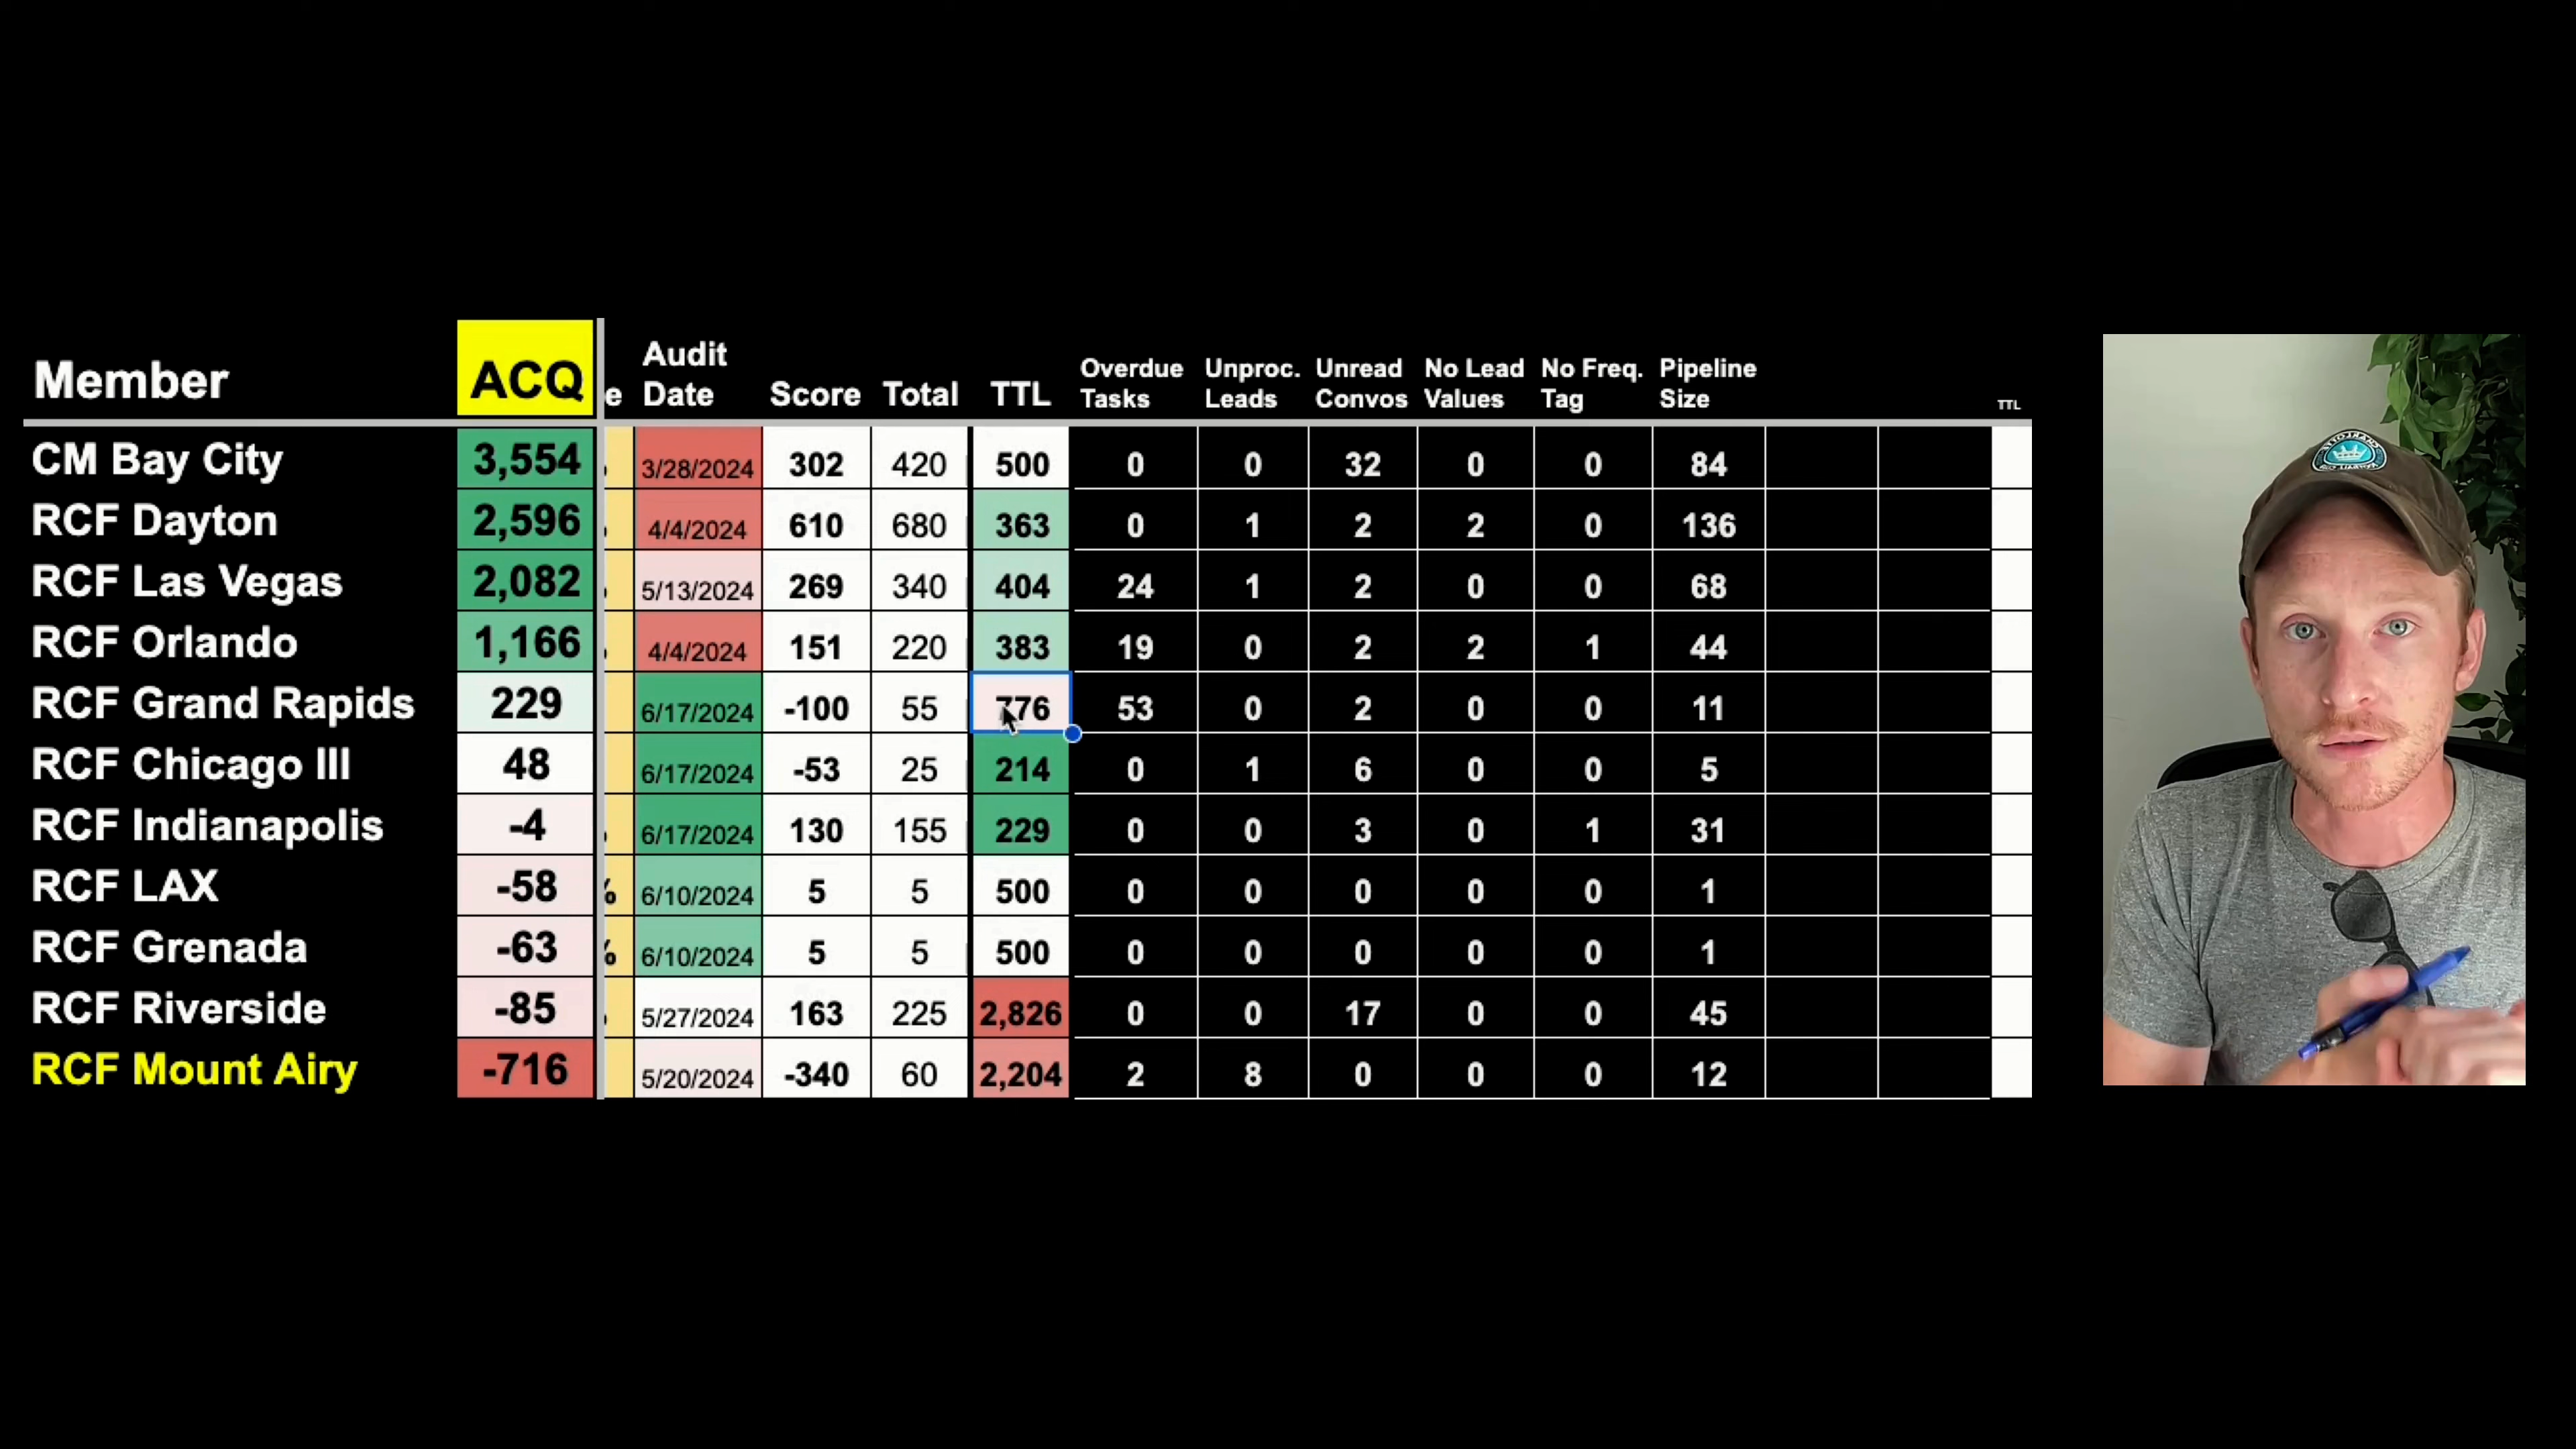 Member ACQ e Audit Date Score Total TTL Overdue Tasks Unproc. Leads Unread Convos No Lead Values No Freq. Tag Pipeline Size TTL
CM Bay City 3,554 3/28/2024 302 420 500 0 0 32 0 0 84
RCF Dayton 2,596 4/4/2024 610 680 363 0 1 2 2 0 136
RCF Las Vegas 2,082 5/13/2024 269 340 404 24 1 2 0 0 68
RCF Orlando 1,166 4/4/2024 151 220 383 19 0 2 2 1 44
RCF Grand Rapids 229 6/17/2024 -100 55 776 53 0 2 0 0 11
RCF Chicago III 48 6/17/2024 -53 25 214 0 1 6 0 0 5
RCF Indianapolis -4 6/17/2024 130 155 229 0 0 3 0 1 31
RCF LAX -58 % 6/10/2024 5 5 500 0 0 0 0 0 1
RCF Grenada -63 % 6/10/2024 5 5 500 0 0 0 0 0 1
RCF Riverside -85 5/27/2024 163 225 2,826 0 0 17 0 0 45
RCF Mount Airy -716 5/20/2024 -340 60 2,204 2 8 0 0 0 12